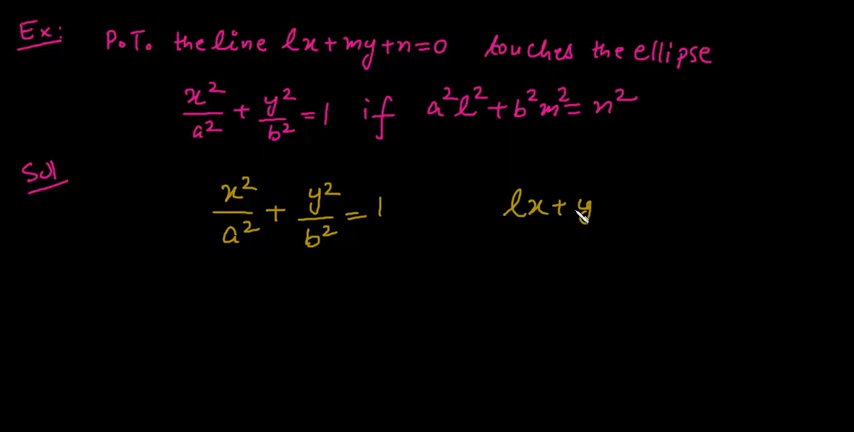 Ex: P.T. the line lx+my+n=0 touches the ellipse
x²/a² + y²/b² = 1 if a²l²+b²m²=n²
Sol
x²/a² + y²/b² = 1 lx+y